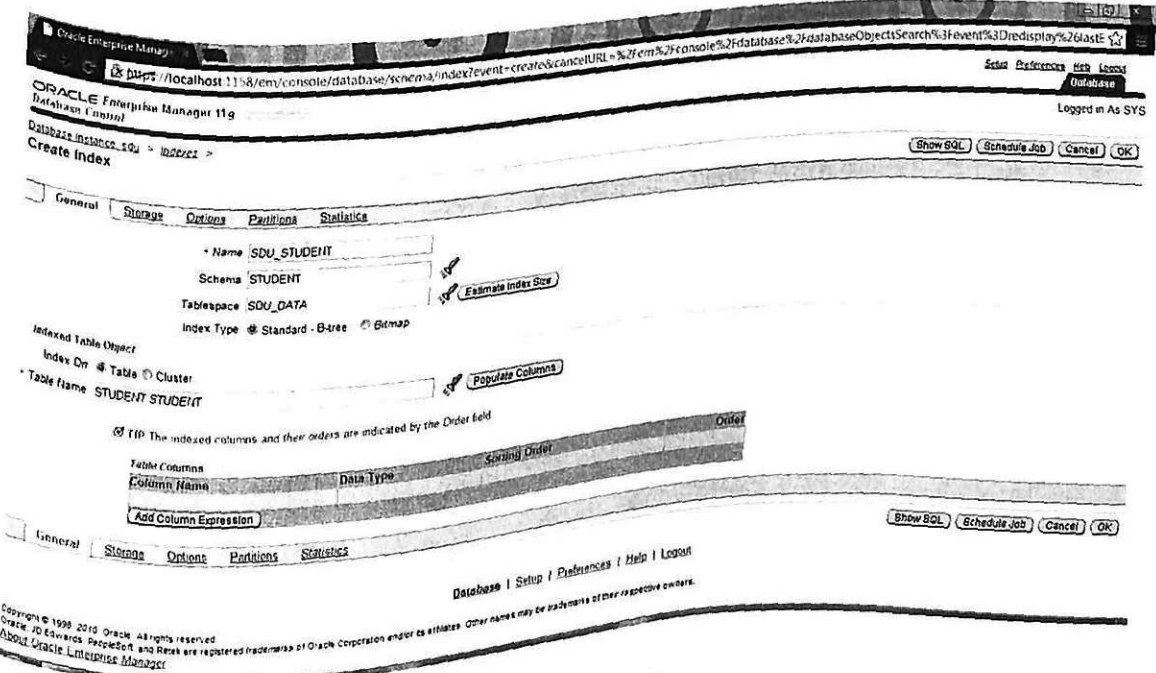 Oracle Enterprise Manag
https://localhost:1158/em/console/database/schema/index?event=create&cancelURL=%2Fem%2Fconsole%2Fdatabase%2FdatabaseObjectsSearch%3Fevent%3Dredisplay%26lastE
Setup Preferences Help Logout
ORACLE Enterprise Manager 11g
Database Control
Database
Logged in As SYS
Database Instance: sdu > Indexes >
Create Index
Show SQL Schedule Job Cancel OK
General Storage Options Partitions Statistics
* Name SDU_STUDENT
Schema STUDENT
Tablespace SDU_DATA Estimate Index Size
Index Type Standard - B-tree Bitmap
Indexed Table Object
Index On Table Cluster
* Table Name STUDENT STUDENT Populate Columns
TIP The indexed columns and their orders are indicated by the Order field
Table Columns
Column Name Data Type Sorting Order Order
Add Column Expression
General Storage Options Partitions Statistics
Show SQL Schedule Job Cancel OK
Database | Setup | Preferences | Help | Logout
Copyright © 1996, 2010, Oracle. All rights reserved.
Oracle, JD Edwards, PeopleSoft, and Retek are registered trademarks of Oracle Corporation and/or its affiliates. Other names may be trademarks of their respective owners.
About Oracle Enterprise Manager